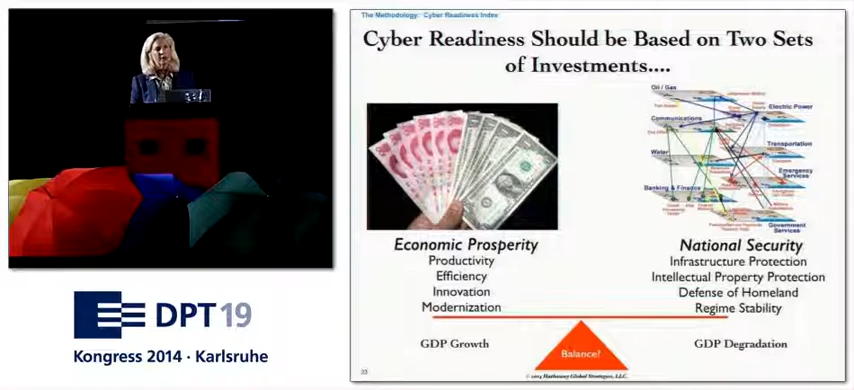 The Methodology: Cyber Readiness Index
Cyber Readiness Should be Based on Two Sets
of Investments....
Oil / Gas
Electric Power
Communications
Transportation
Water
Emergency
Services
Banking & Finance
Government
Services
Economic Prosperity
Productivity
Efficiency
Innovation
Modernization
National Security
Infrastructure Protection
Intellectual Property Protection
Defense of Homeland
Regime Stability
GDP Growth
Balance?
GDP Degradation
© 2014 Hathaway Global Strategies, LLC.
DPT 19
Kongress 2014 · Karlsruhe